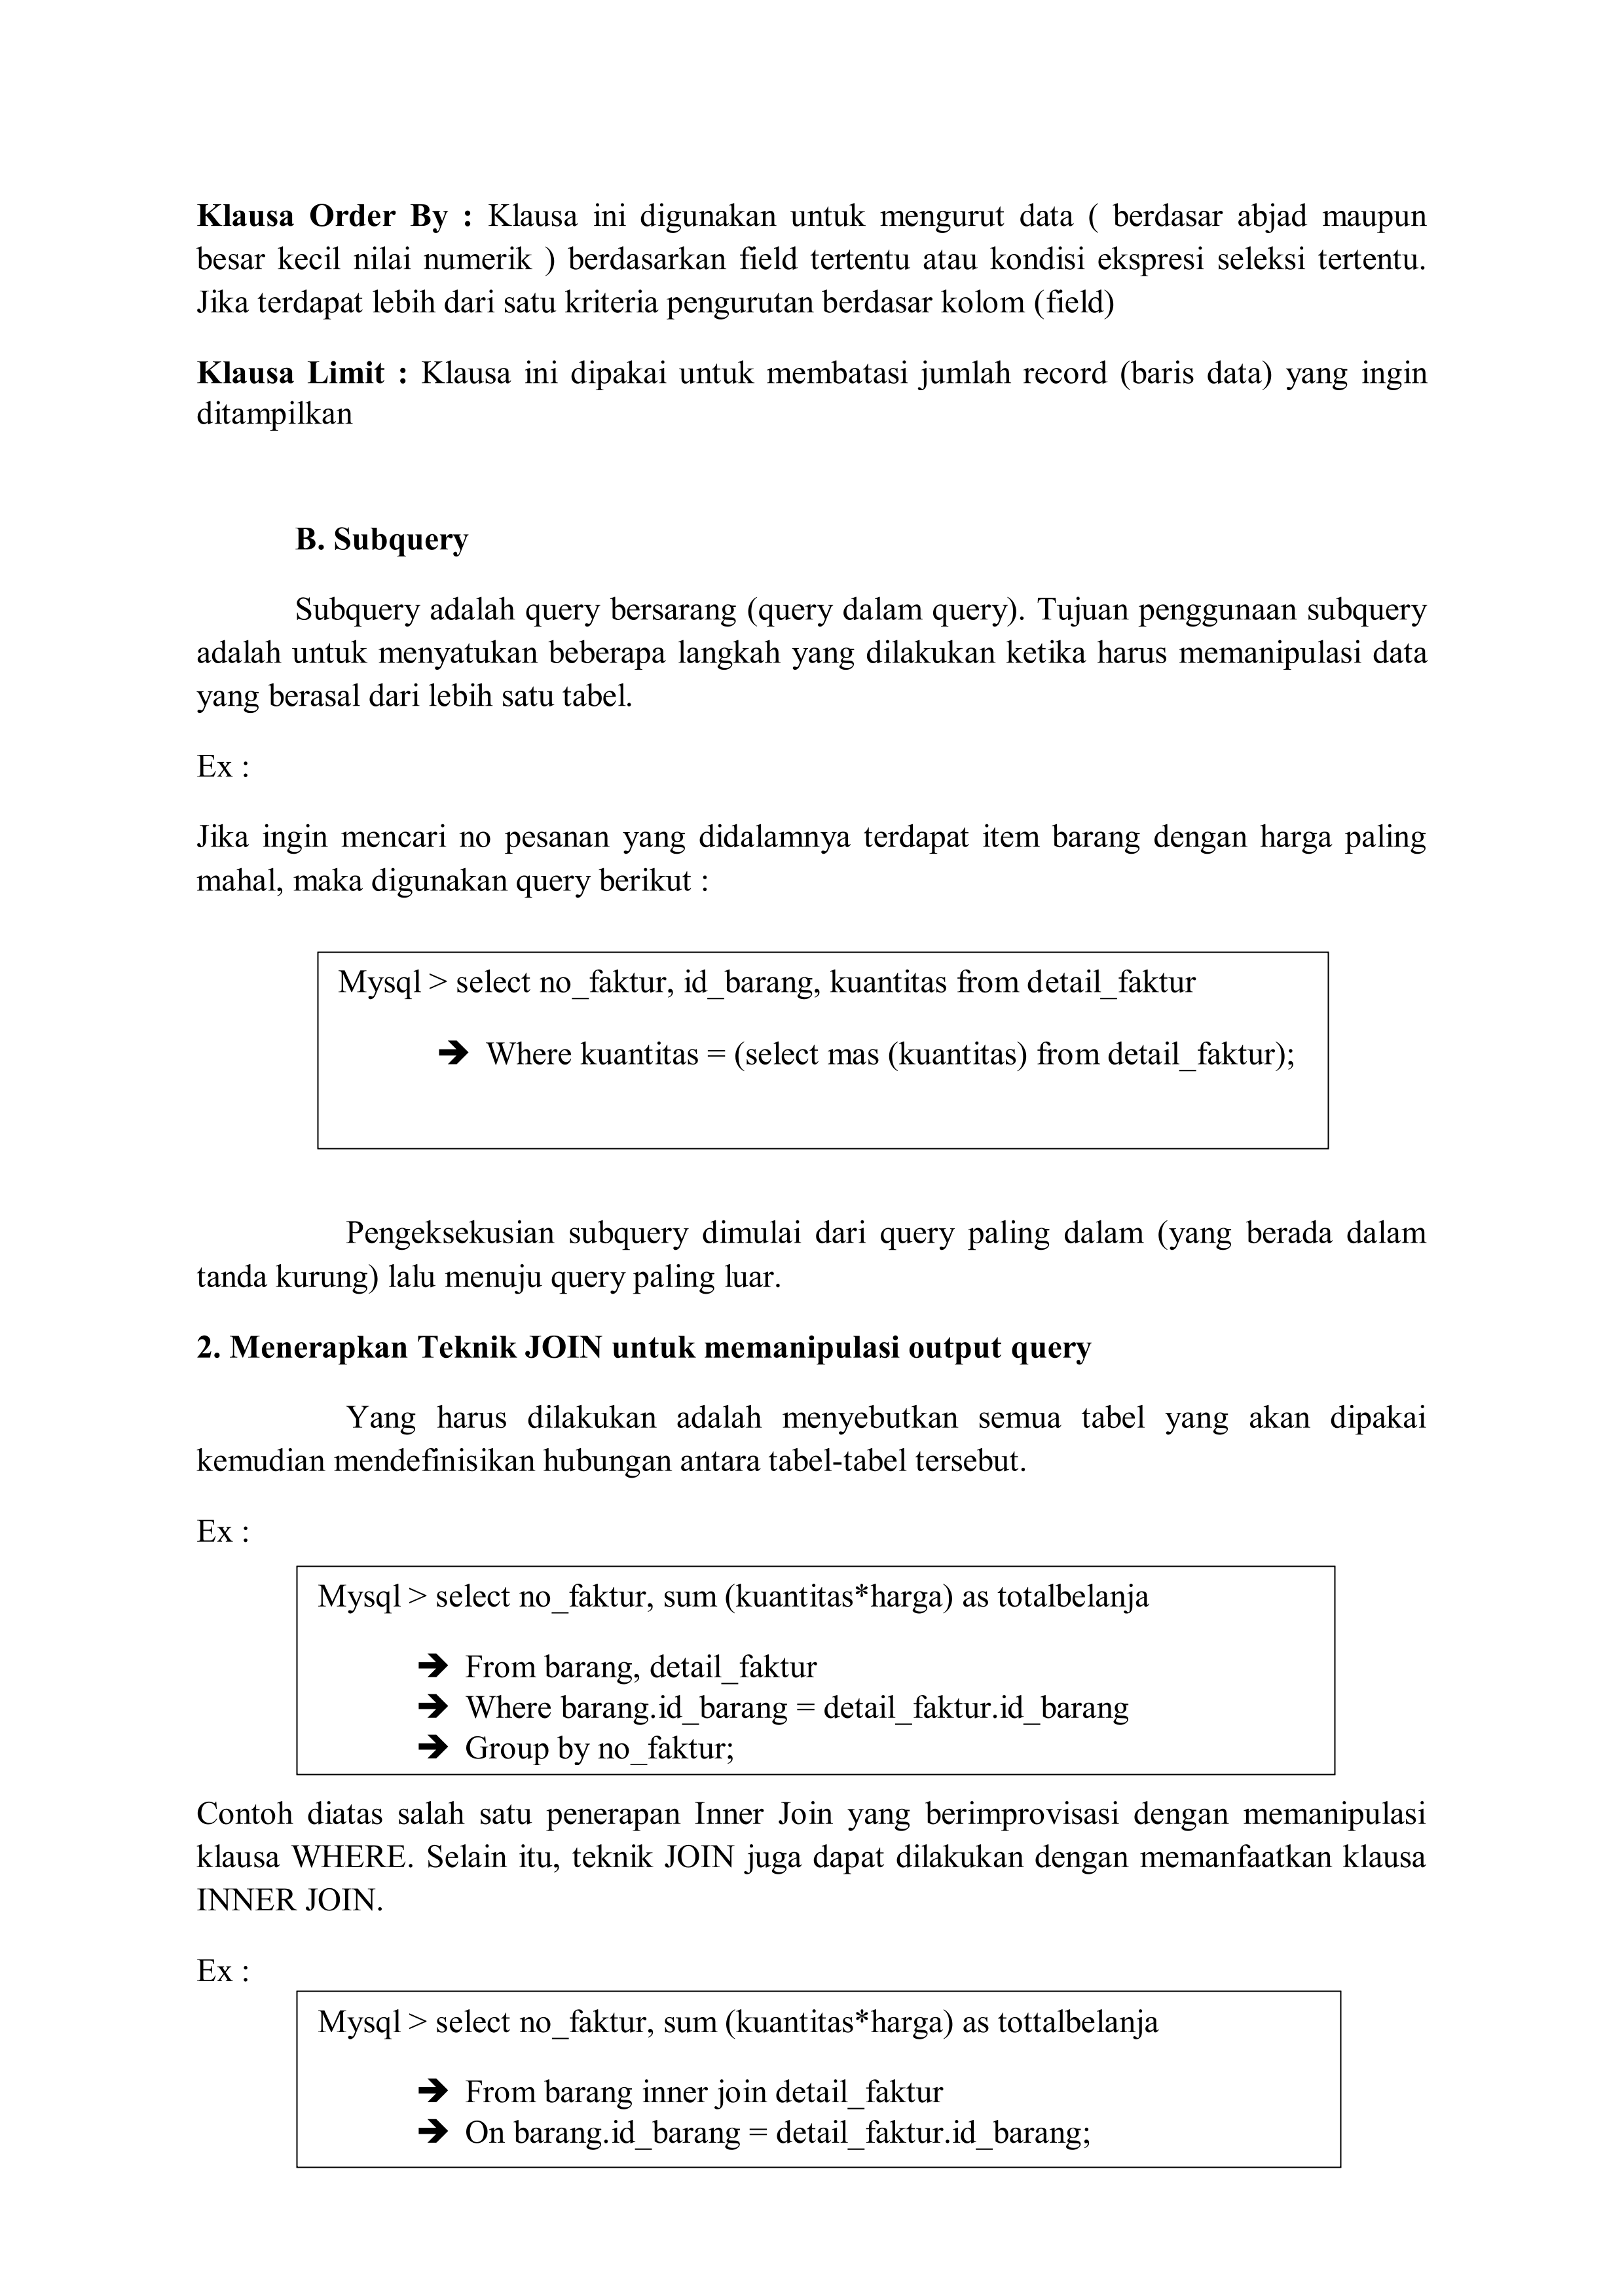 Klausa Order By : Klausa ini digunakan untuk mengurut data ( berdasar abjad maupun
besar kecil nilai numerik ) berdasarkan field tertentu atau kondisi ekspresi seleksi tertentu.
Jika terdapat lebih dari satu kriteria pengurutan berdasar kolom (field)
Klausa Limit : Klausa ini dipakai untuk membatasi jumlah record (baris data) yang ingin
ditampilkan
B. Subquery
Subquery adalah query bersarang (query dalam query). Tujuan penggunaan subquery
adalah untuk menyatukan beberapa langkah yang dilakukan ketika harus memanipulasi data
yang berasal dari lebih satu tabel.
Ex :
Jika ingin mencari no pesanan yang didalamnya terdapat item barang dengan harga paling
mahal, maka digunakan query berikut :
Mysql > select no_faktur, id_barang, kuantitas from detail_faktur
➔ Where kuantitas = (select mas (kuantitas) from detail_faktur);
Pengeksekusian subquery dimulai dari query paling dalam (yang berada dalam
tanda kurung) lalu menuju query paling luar.
2. Menerapkan Teknik JOIN untuk memanipulasi output query
Yang harus dilakukan adalah menyebutkan semua tabel yang akan dipakai
kemudian mendefinisikan hubungan antara tabel-tabel tersebut.
Ex :
Mysql > select no_faktur, sum (kuantitas*harga) as totalbelanja
➔ From barang, detail_faktur
➔ Where barang.id_barang = detail_faktur.id_barang
➔ Group by no_faktur;
Contoh diatas salah satu penerapan Inner Join yang berimprovisasi dengan memanipulasi
klausa WHERE. Selain itu, teknik JOIN juga dapat dilakukan dengan memanfaatkan klausa
INNER JOIN.
Ex :
Mysql > select no_faktur, sum (kuantitas*harga) as tottalbelanja
➔ From barang inner join detail_faktur
➔ On barang.id_barang = detail_faktur.id_barang;